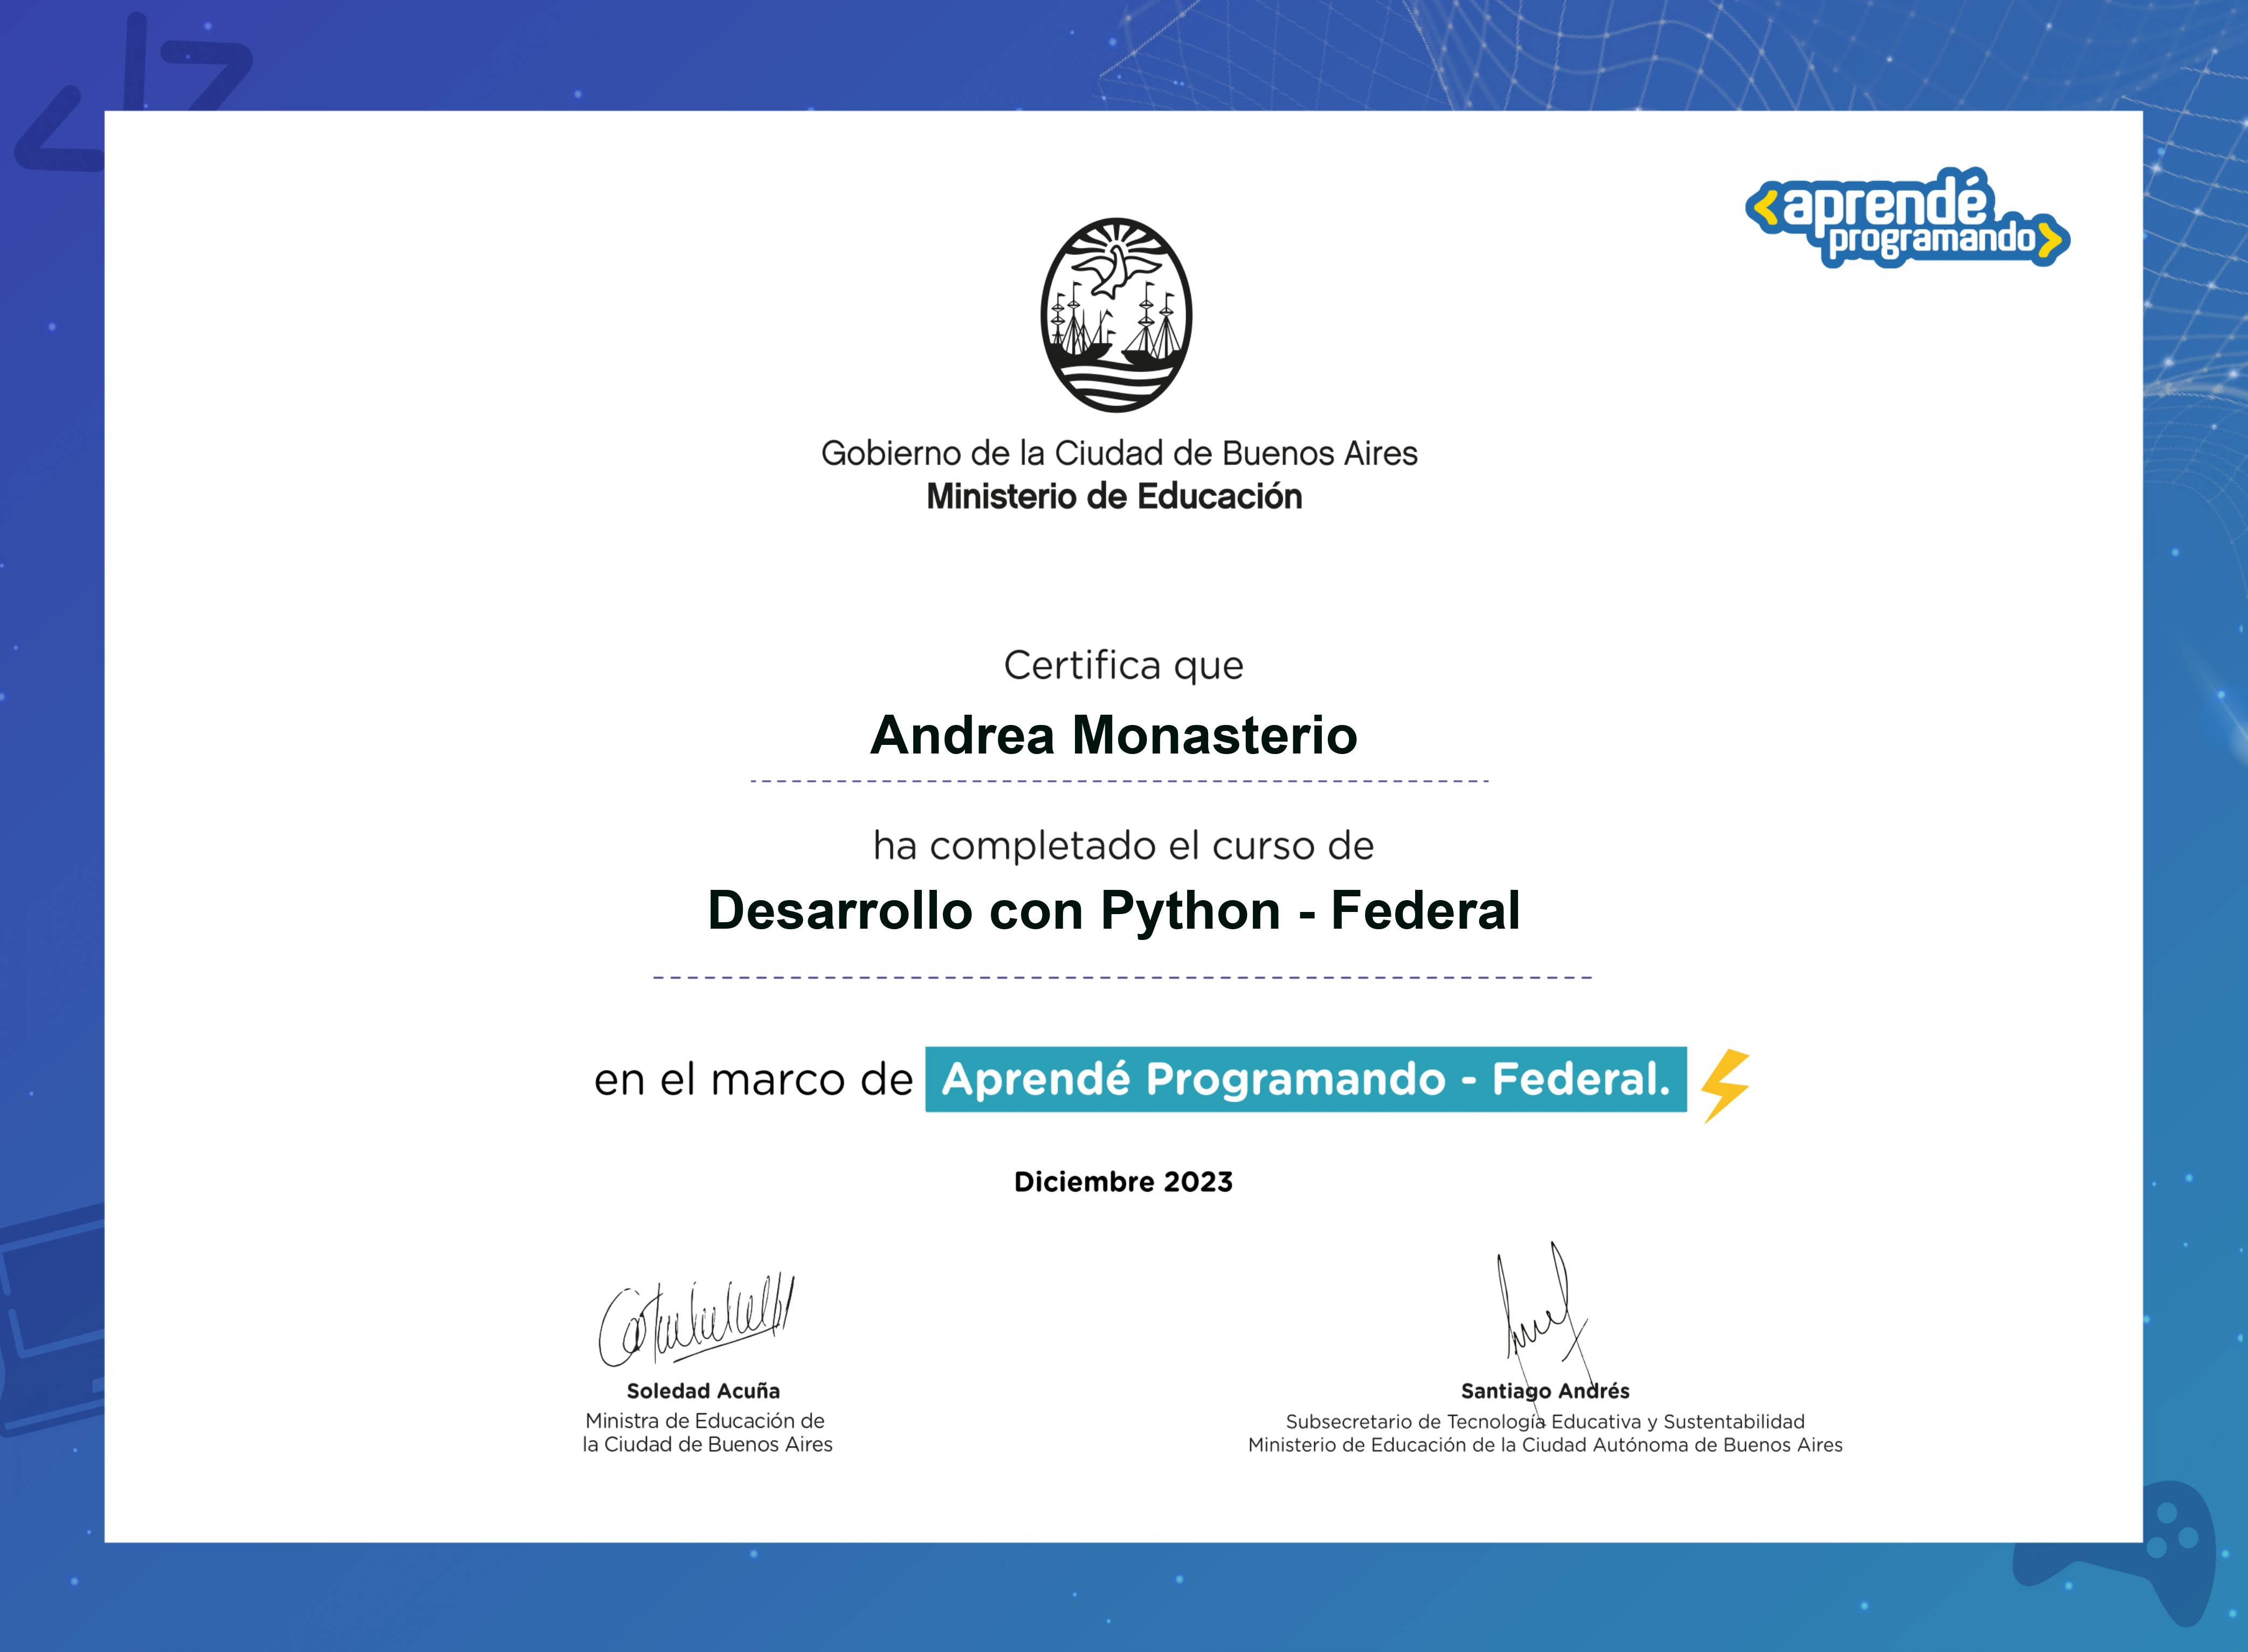 <aprendé
programando>
Gobierno de la Ciudad de Buenos Aires
Ministerio de Educación
Certifica que
Andrea Monasterio
ha completado el curso de
Desarrollo con Python - Federal
en el marco de Aprendé Programando - Federal.
Diciembre 2023
Soledad Acuña
Ministra de Educación de
la Ciudad de Buenos Aires
Santiago Andrés
Subsecretario de Tecnología Educativa y Sustentabilidad
Ministerio de Educación de la Ciudad Autónoma de Buenos Aires